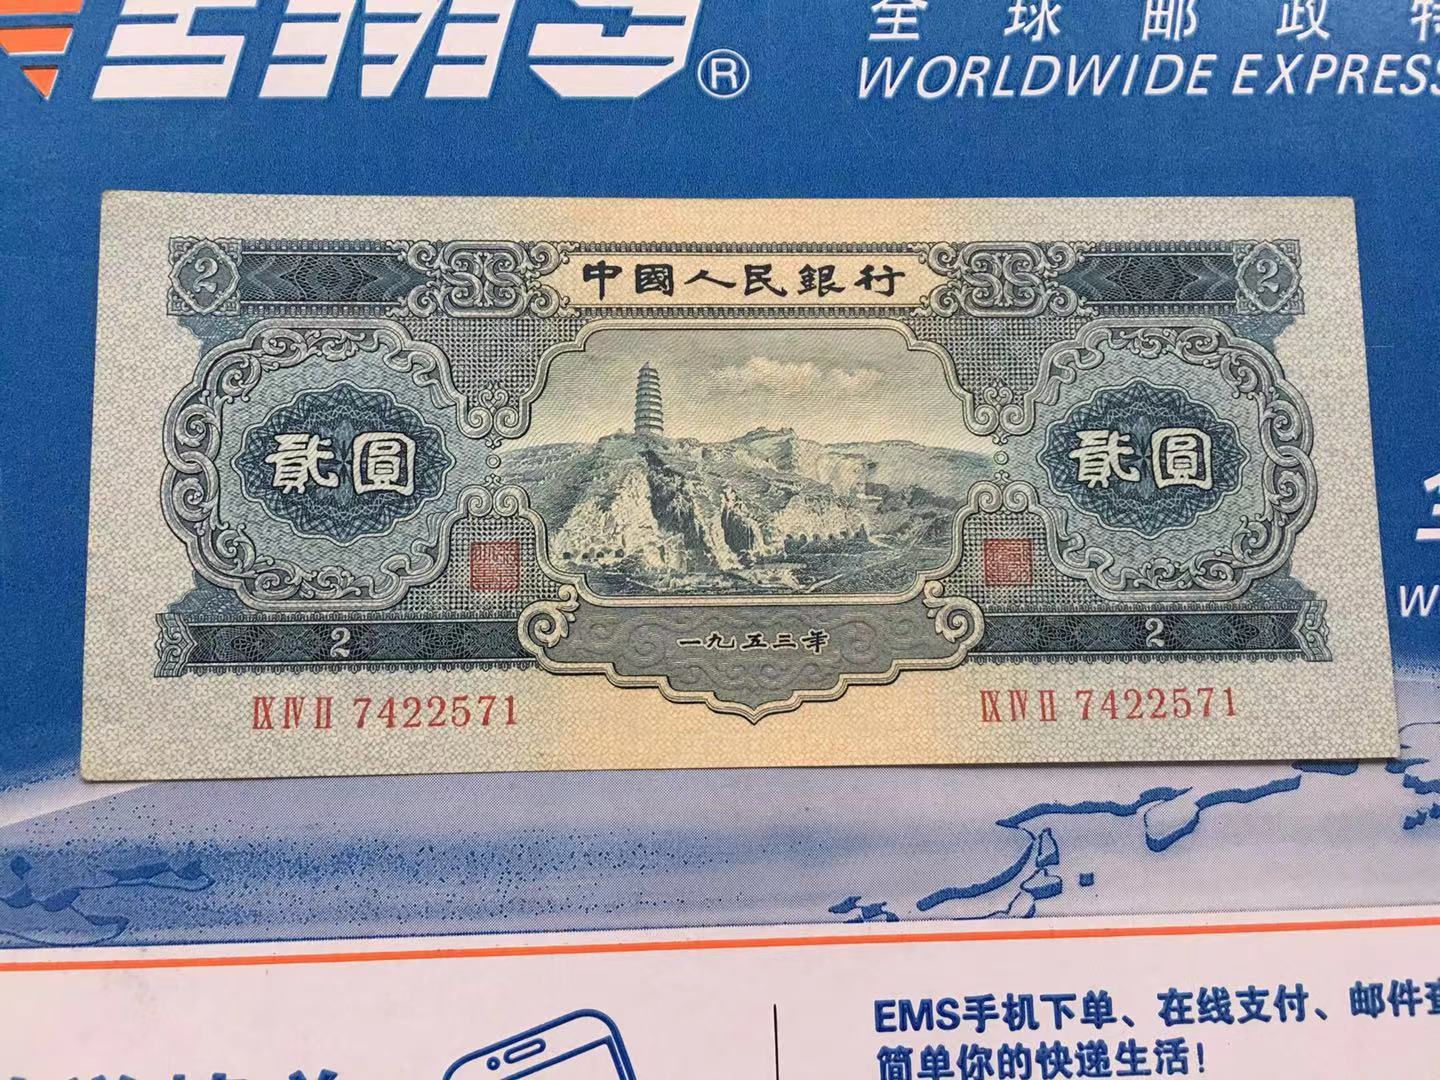 EMS®
全球邮政特
WORLDWIDE EXPRESS
2
2
中國人民銀行
貳圓
貳圓
2
一九五三年
2
ⅨⅣⅡ 7422571
ⅨⅣⅡ 7422571
W
EMS手机下单、在线支付、邮件查
简单你的快递生活！